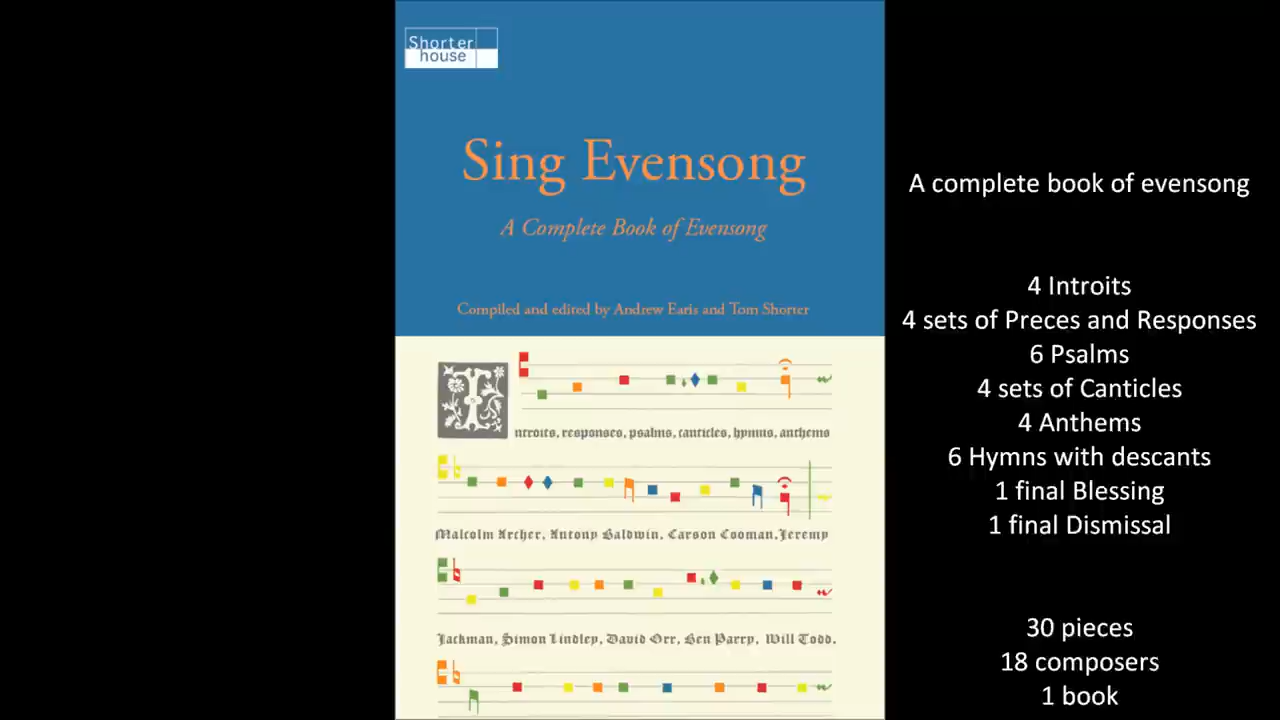 Shorter
house
Sing Evensong
A Complete Book of Evensong
Compiled and edited by Andrew Earis and Tom Shorter
Introits, responses, psalms, canticles, hymns, anthems
Malcolm Archer, Antony Baldwin, Carson Cooman, Jeremy
Jackman, Simon Lindley, David Orr, Ben Parry, Will Todd.
A complete book of evensong
4 Introits
4 sets of Preces and Responses
6 Psalms
4 sets of Canticles
4 Anthems
6 Hymns with descants
1 final Blessing
1 final Dismissal
30 pieces
18 composers
1 book